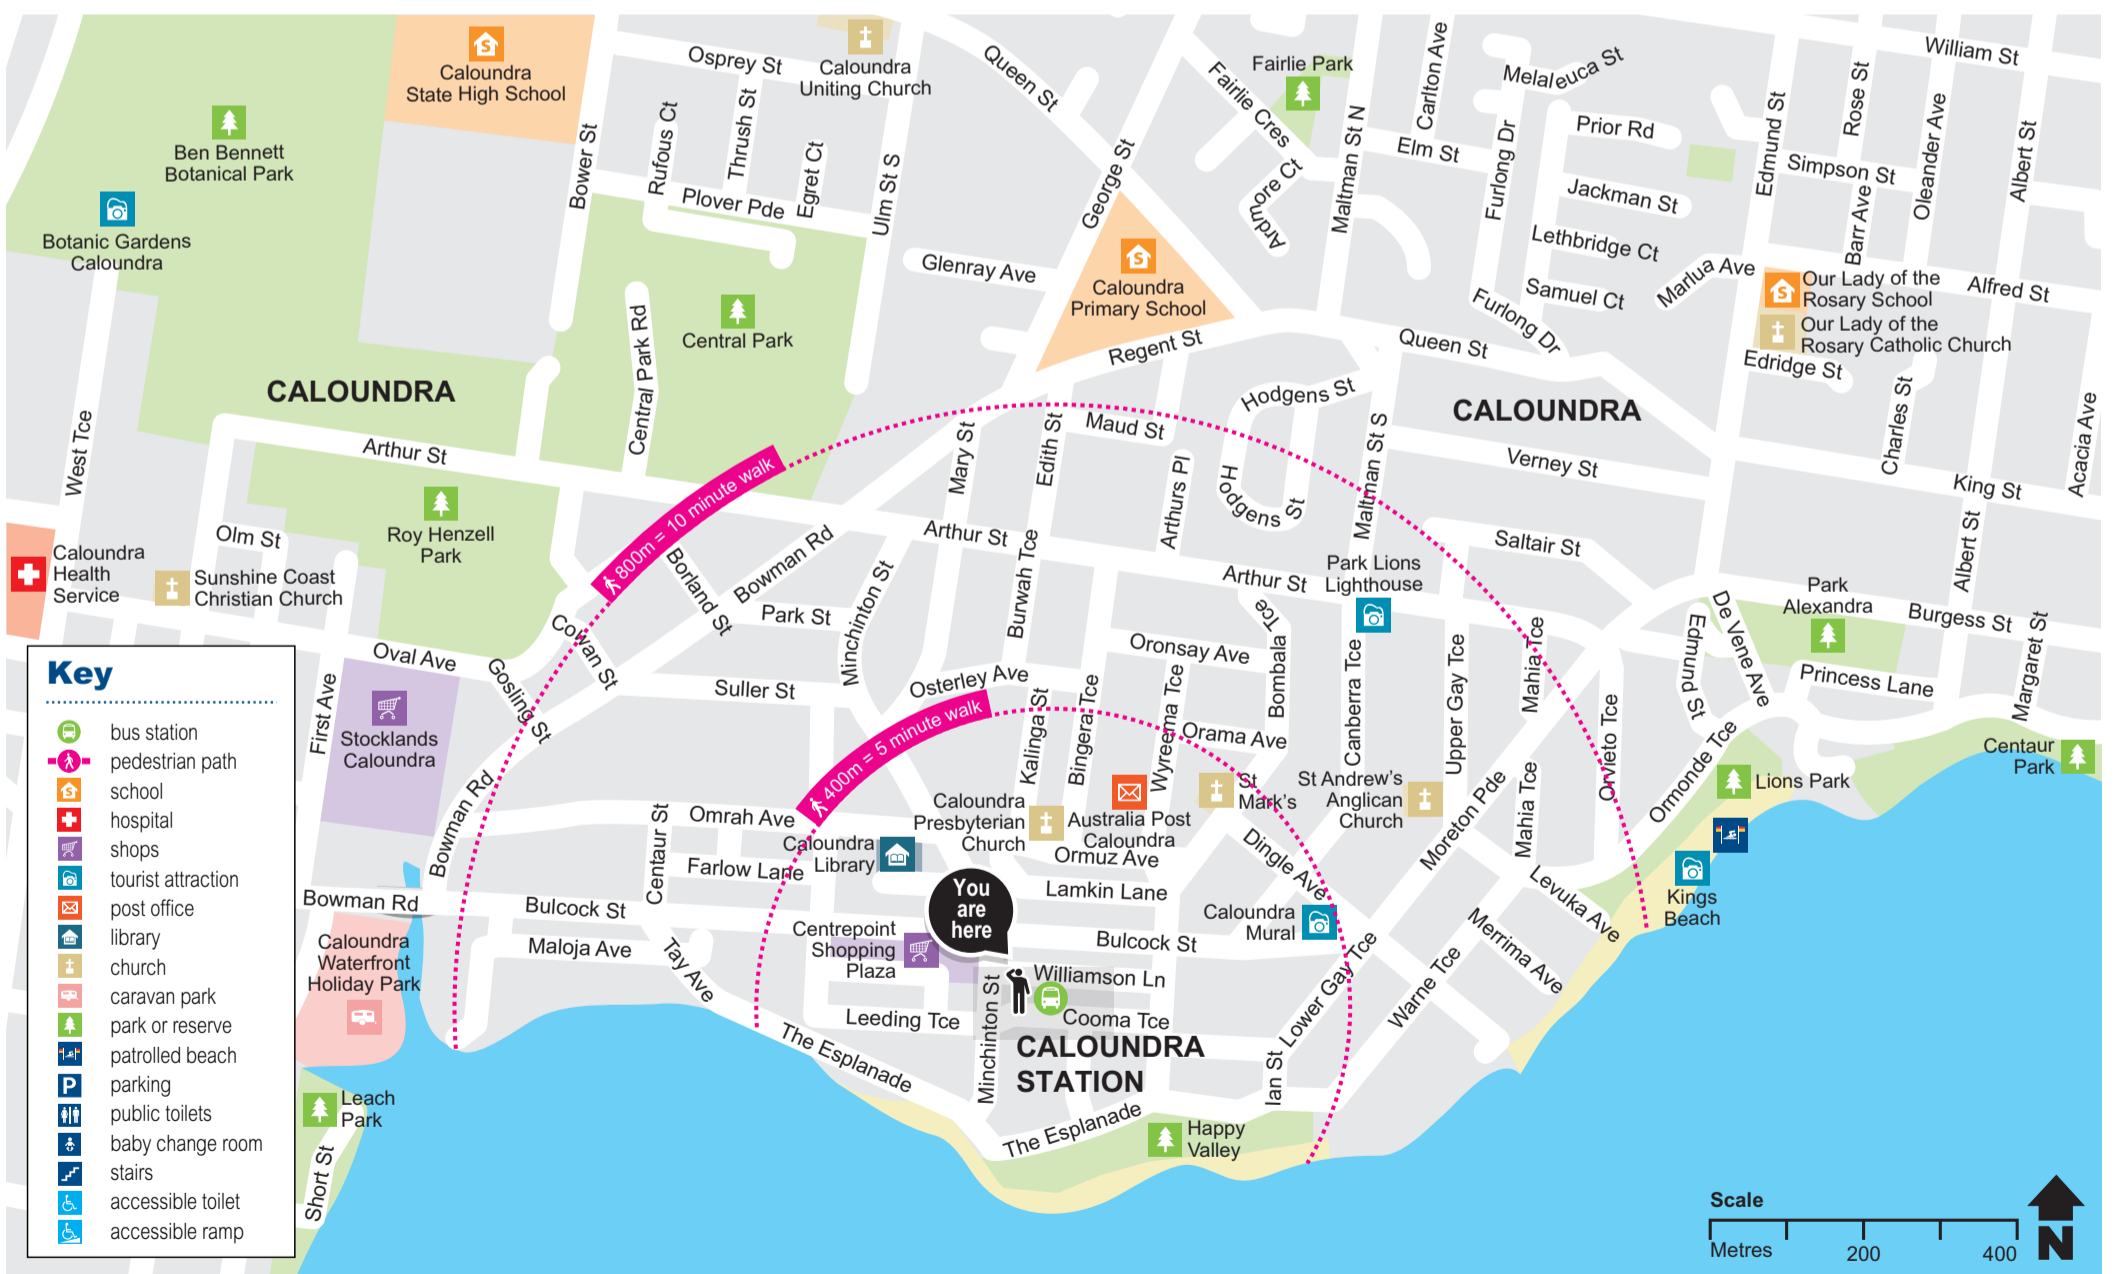 Osprey St
Caloundra
Uniting Church
Queen St
Fairlie Park
Fairlie Cres
Carlton Ave
Melaleuca St
William St
Caloundra
State High School
Ben Bennett
Botanical Park
Botanic Gardens
Caloundra
Bower St
Rufous Ct
Thrush St
Egret Ct
Ulm St S
Plover Pde
George St
Ardmore Ct
Maltman St N
Elm St
Furlong Dr
Prior Rd
Jackman St
Lethbridge Ct
Samuel Ct
Furlong Dr
Marlua Ave
Edmund St
Rose St
Simpson St
Barr Ave
Oleander Ave
Albert St
Our Lady of the
Rosary School
Our Lady of the
Rosary Catholic Church
Alfred St
Edridge St
Glenray Ave
Caloundra
Primary School
Regent St
Central Park Rd
Central Park
CALOUNDRA
Queen St
Hodgens St
Hodgens St
CALOUNDRA
Charles St
Acacia Ave
West Tce
Arthur St
Mary St
Edith St
Maud St
Arthurs Pl
Maltman St S
Verney St
King St
800m = 10 minute walk
Roy Henzell
Park
Olm St
Caloundra
Health
Service
Sunshine Coast
Christian Church
Borland St
Bowman Rd
Arthur St
Burwah Tce
Minchinton St
Park St
Arthur St
Park Lions
Lighthouse
Saltair St
Albert St
Park
Alexandra
Burgess St
De Vene Ave
Edmund St
Princess Lane
Margaret St
Cowan St
Oval Ave
Gosling St
First Ave
Stocklands
Caloundra
Suller St
Osterley Ave
Oronsay Ave
Bombala Tce
Canberra Tce
Upper Gay Tce
Mahia Tce
Orvieto Tce
Ormonde Tce
Centaur
Park
Lions Park
400m = 5 minute walk
Kalinga St
Bingera Tce
Wyreema Tce
Orama Ave
St
Mark's
St Andrew's
Anglican
Church
Moreton Pde
Mahia Tce
Bowman Rd
Centaur St
Omrah Ave
Farlow Lane
Caloundra
Library
Caloundra
Presbyterian
Church
Australia Post
Caloundra
Ormuz Ave
Lamkin Lane
Dingle Ave
Levuka Ave
Kings
Beach
Bowman Rd
Bulcock St
Maloja Ave
Tay Ave
Centrepoint
Shopping
Plaza
You
are
here
Bulcock St
Caloundra
Mural
Merrima Ave
Warne Tce
Lower Gay Tce
Williamson Ln
Cooma Tce
Leeding Tce
Minchinton St
CALOUNDRA
STATION
Ian St
The Esplanade
The Esplanade
Happy
Valley
Caloundra
Waterfront
Holiday Park
Leach
Park
Short St
Key
bus station
pedestrian path
school
hospital
shops
tourist attraction
post office
library
church
caravan park
park or reserve
patrolled beach
P parking
public toilets
baby change room
stairs
accessible toilet
accessible ramp
Scale
Metres 200 400
N